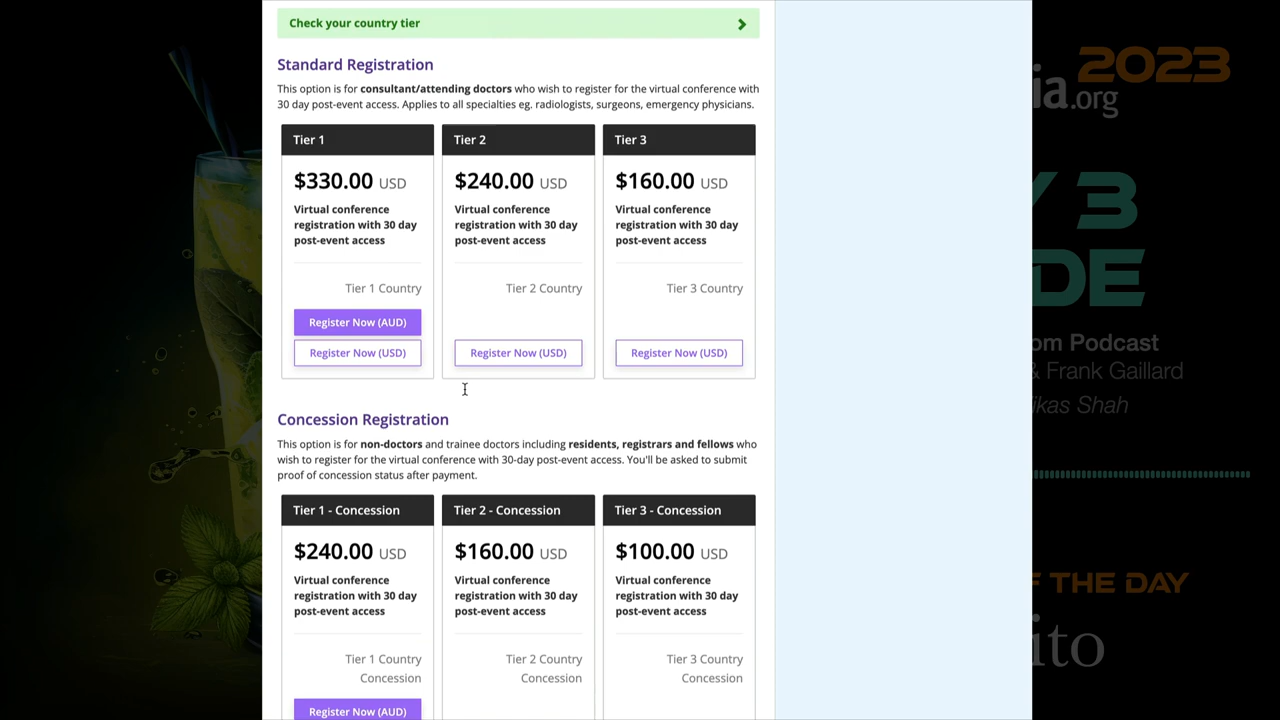 Check your country tier
Standard Registration
This option is for consultant/attending doctors who wish to register for the virtual conference with
30 day post-event access. Applies to all specialties eg. radiologists, surgeons, emergency physicians.
Tier 1
$330.00 USD
Virtual conference
registration with 30 day
post-event access
Tier 1 Country
Register Now (AUD)
Register Now (USD)
Tier 2
$240.00 USD
Virtual conference
registration with 30 day
post-event access
Tier 2 Country
Register Now (USD)
Tier 3
$160.00 USD
Virtual conference
registration with 30 day
post-event access
Tier 3 Country
Register Now (USD)
Concession Registration
This option is for non-doctors and trainee doctors including residents, registrars and fellows who
wish to register for the virtual conference with 30-day post-event access. You'll be asked to submit
proof of concession status after payment.
Tier 1 - Concession
$240.00 USD
Virtual conference
registration with 30 day
post-event access
Tier 1 Country
Concession
Register Now (AUD)
Tier 2 - Concession
$160.00 USD
Virtual conference
registration with 30 day
post-event access
Tier 2 Country
Concession
Tier 3 - Concession
$100.00 USD
Virtual conference
registration with 30 day
post-event access
Tier 3 Country
Concession
2023
ia.org
Y 3
DE
om Podcast
& Frank Gaillard
ikas Shah
F THE DAY
ito